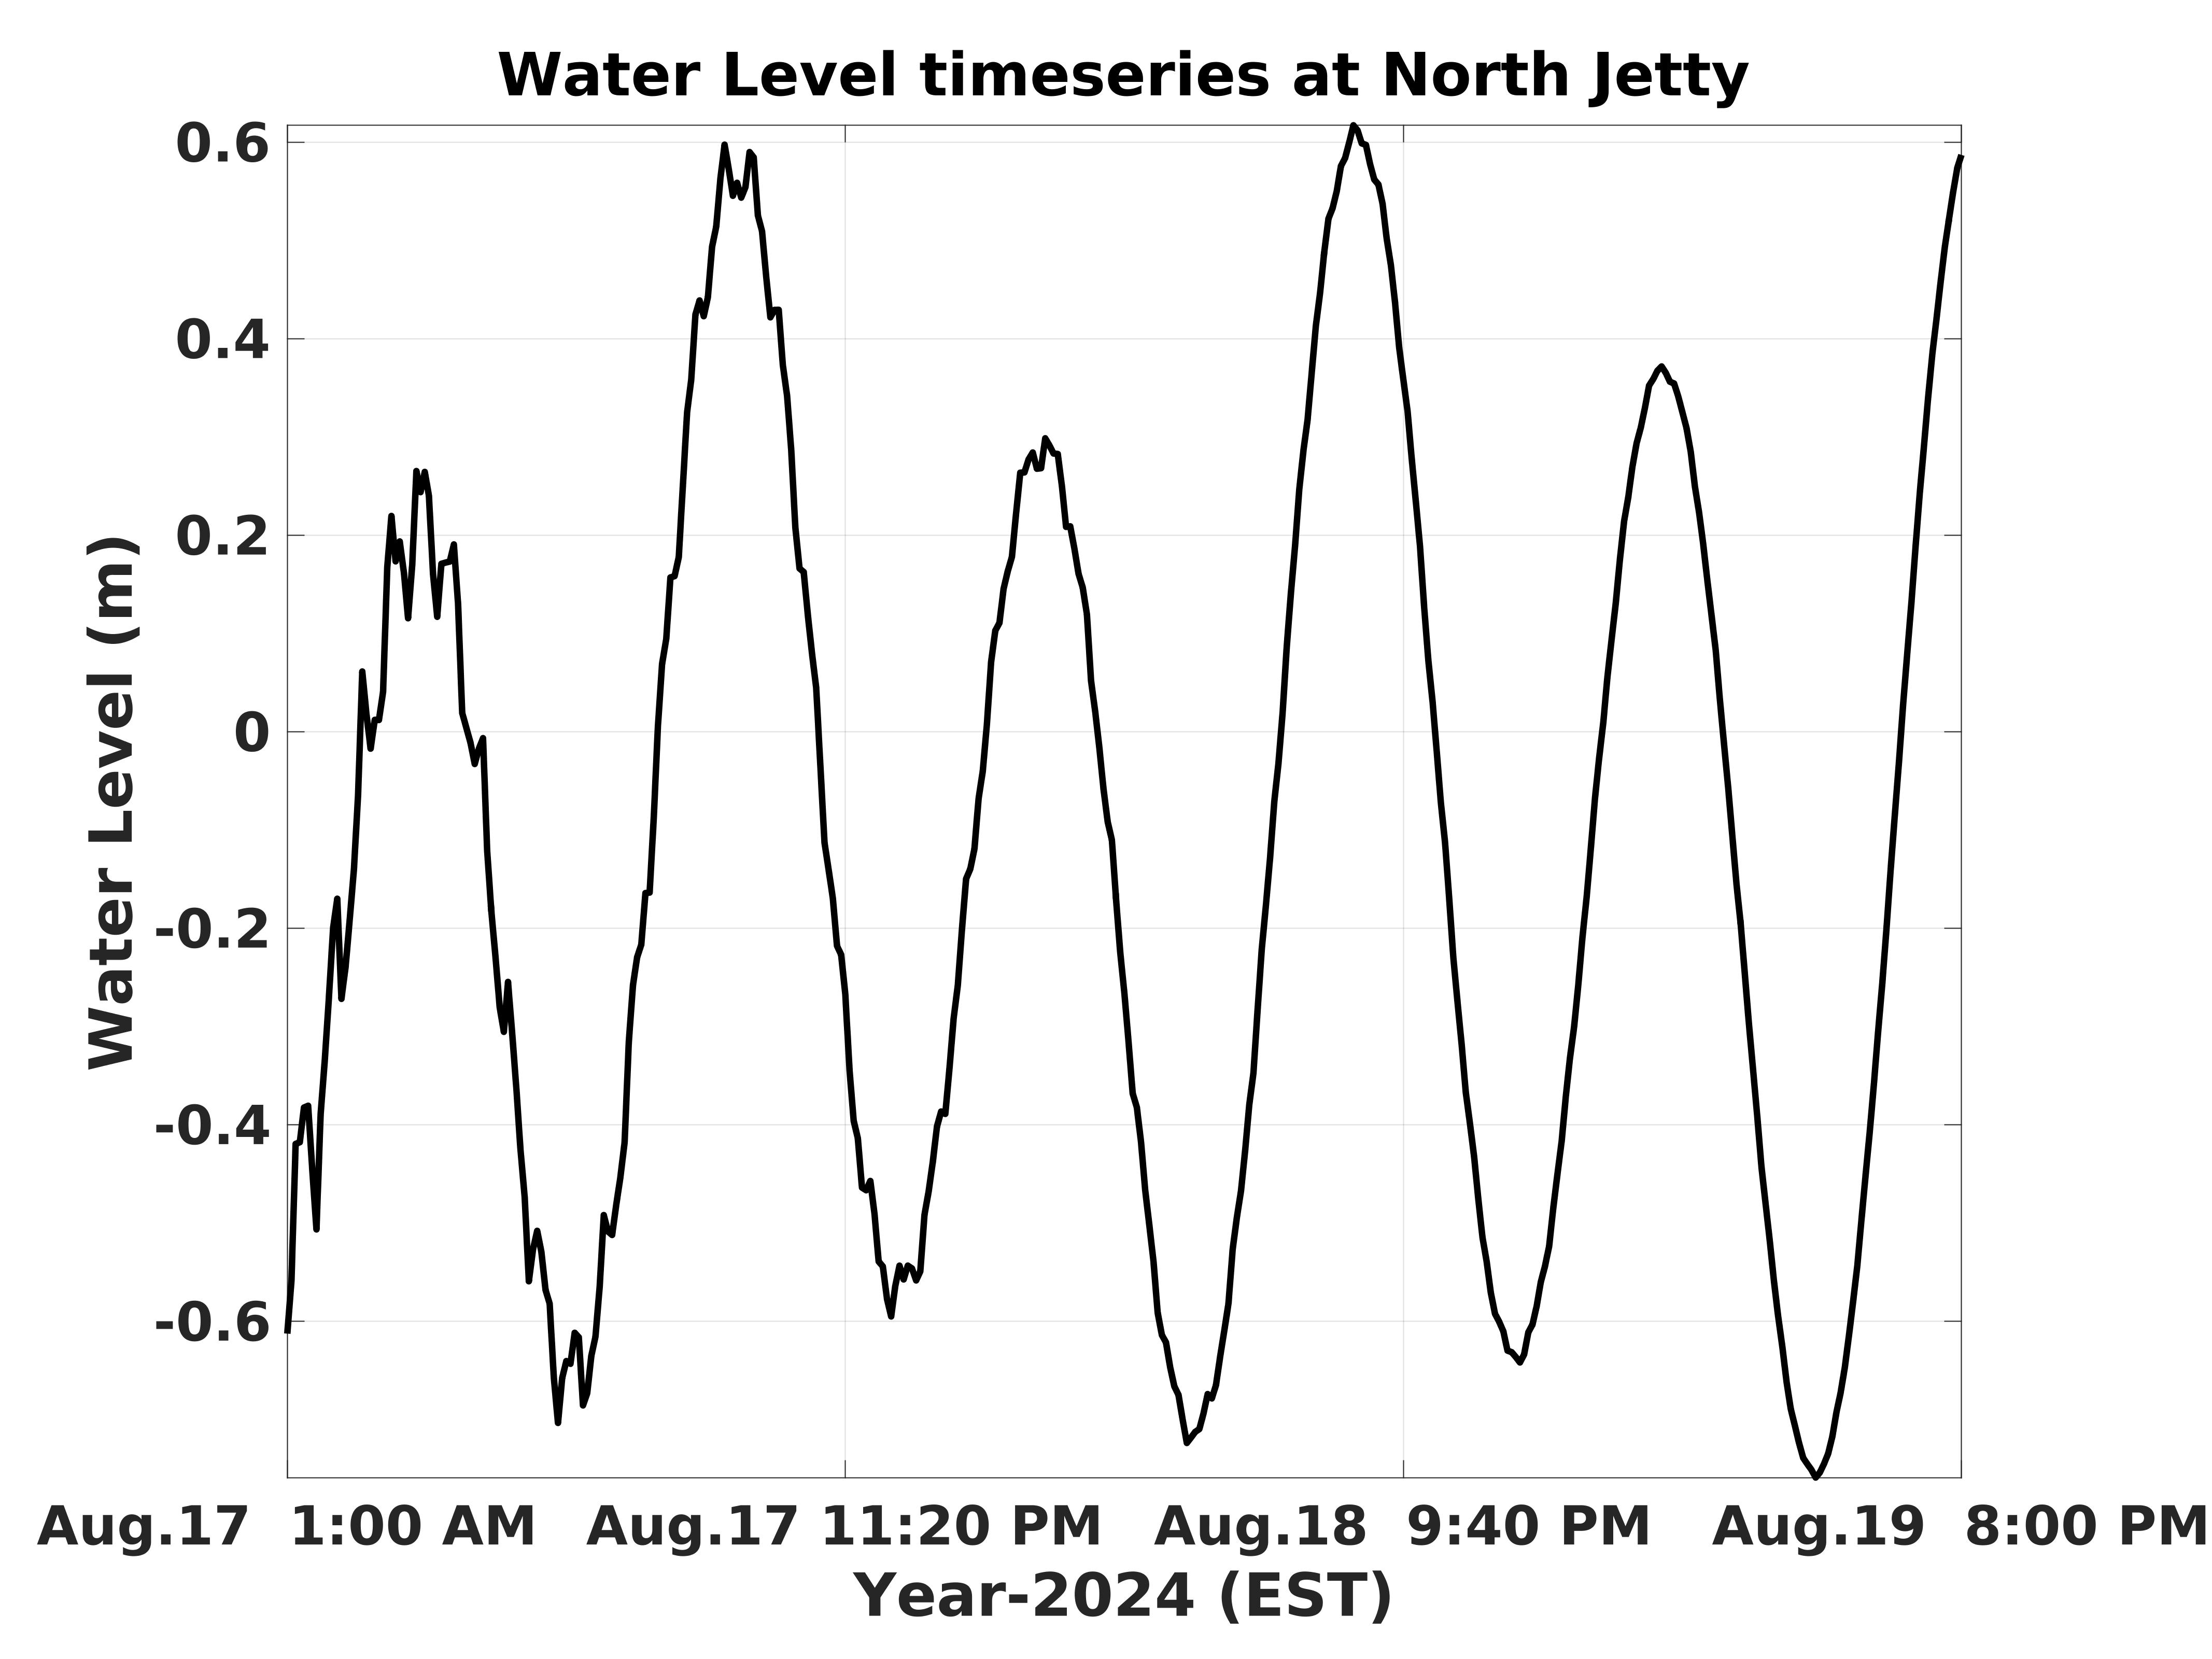 Water Level timeseries at North Jetty
0.6
0.4
0.2
0
-0.2
-0.4
-0.6
Water Level (m)
Aug.17  1:00 AM
Aug.17 11:20 PM
Aug.18  9:40 PM
Aug.19  8:00 PM
Year-2024 (EST)